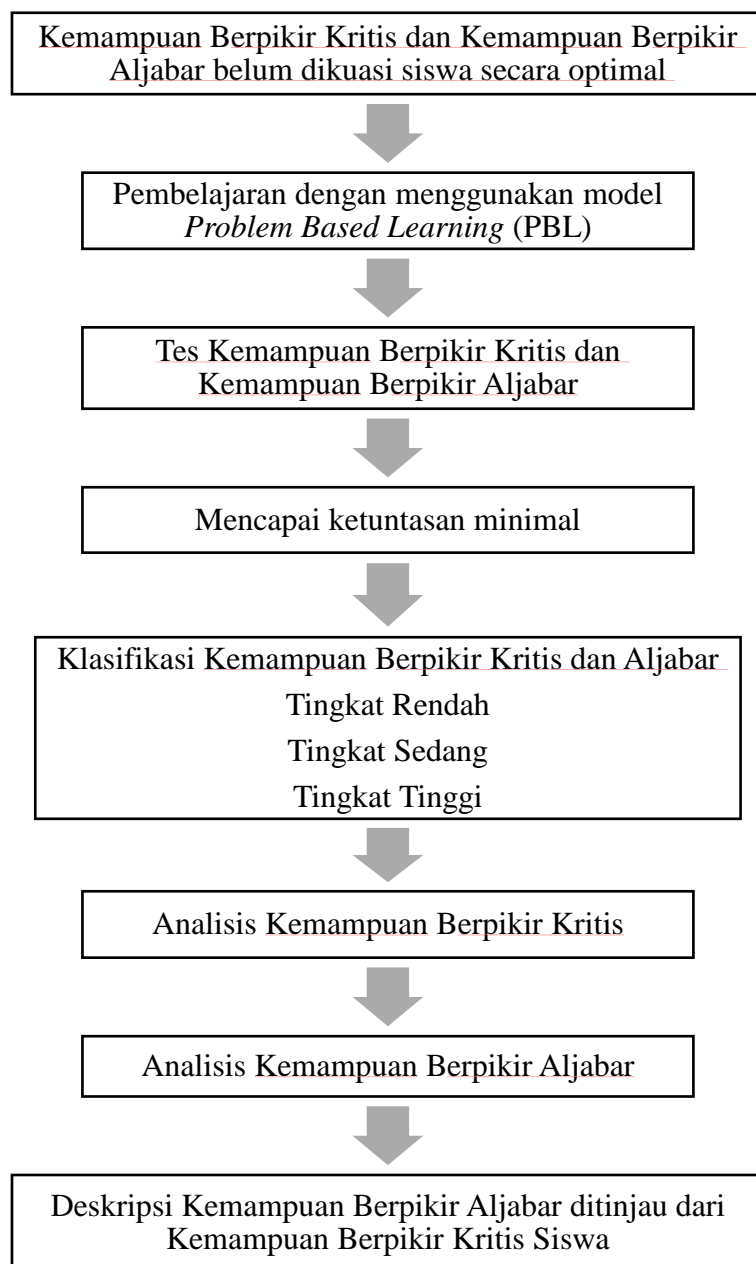 Kemampuan Berpikir Kritis dan Kemampuan Berpikir
Aljabar belum dikuasi siswa secara optimal
Pembelajaran dengan menggunakan model
Problem Based Learning (PBL)
Tes Kemampuan Berpikir Kritis dan
Kemampuan Berpikir Aljabar
Mencapai ketuntasan minimal
Klasifikasi Kemampuan Berpikir Kritis dan Aljabar
Tingkat Rendah
Tingkat Sedang
Tingkat Tinggi
Analisis Kemampuan Berpikir Kritis
Analisis Kemampuan Berpikir Aljabar
Deskripsi Kemampuan Berpikir Aljabar ditinjau dari
Kemampuan Berpikir Kritis Siswa